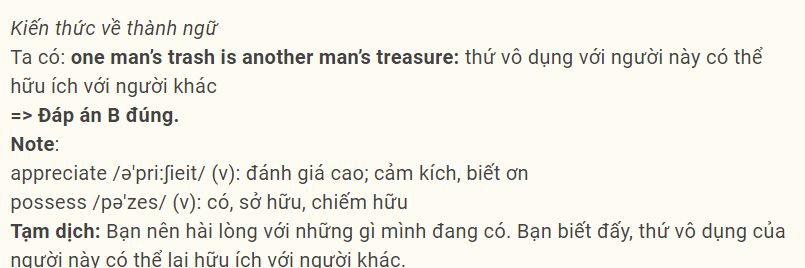 Kiến thức về thành ngữ
Ta có: one man’s trash is another man’s treasure: thứ vô dụng với người này có thể
hữu ích với người khác
=> Đáp án B đúng.
Note:
appreciate /ə'pri:ʃieit/ (v): đánh giá cao; cảm kích, biết ơn
possess /pə'zes/ (v): có, sở hữu, chiếm hữu
Tạm dịch: Bạn nên hài lòng với những gì mình đang có. Bạn biết đấy, thứ vô dụng của
người này có thể lại hữu ích với người khác.